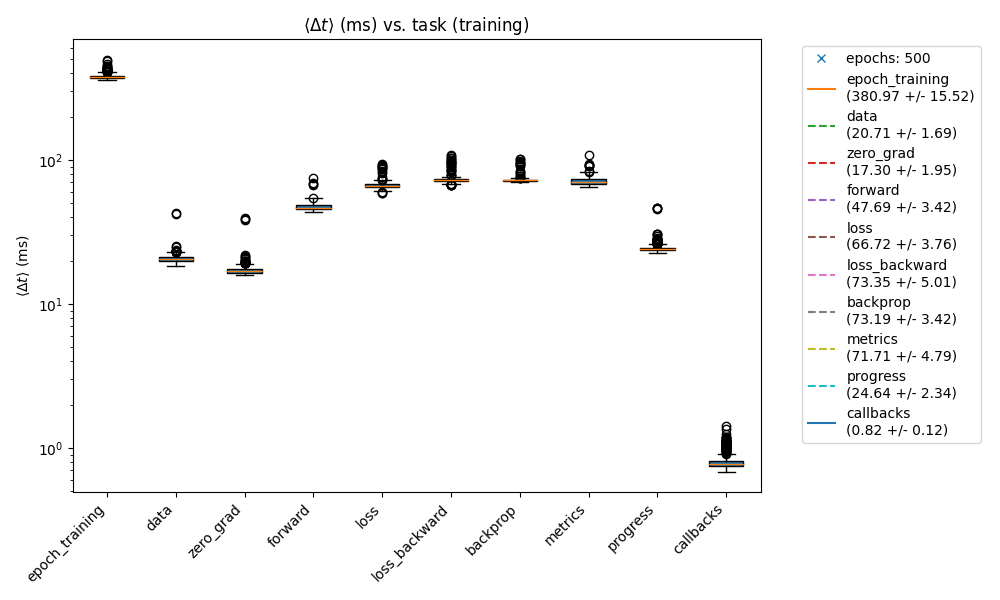 ⟨Δt⟩ (ms) vs. task (training)
⟨Δt⟩ (ms)
10²
10¹
10⁰
epoch_training
data
zero_grad
forward
loss
loss_backward
backprop
metrics
progress
callbacks
epochs: 500
epoch_training
(380.97 +/- 15.52)
data
(20.71 +/- 1.69)
zero_grad
(17.30 +/- 1.95)
forward
(47.69 +/- 3.42)
loss
(66.72 +/- 3.76)
loss_backward
(73.35 +/- 5.01)
backprop
(73.19 +/- 3.42)
metrics
(71.71 +/- 4.79)
progress
(24.64 +/- 2.34)
callbacks
(0.82 +/- 0.12)